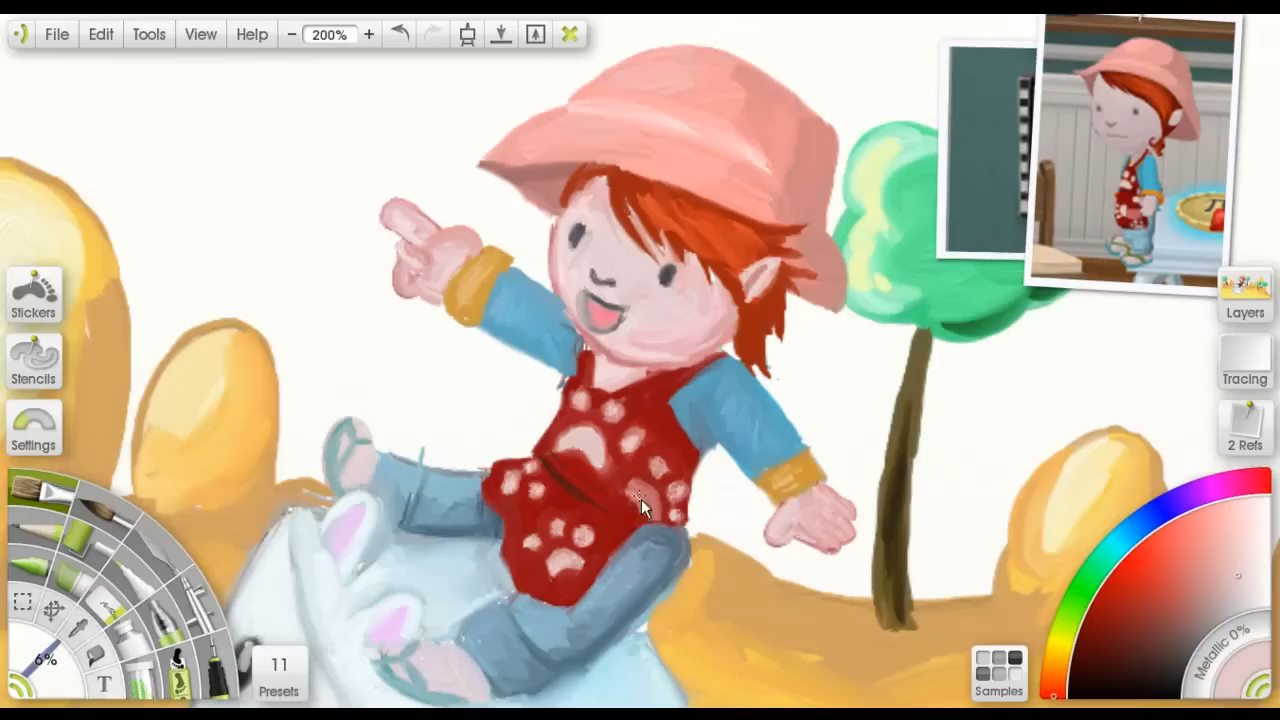 File Edit Tools View Help − 200% +
Stickers
Stencils
Settings
6%
T
11
Presets
Layers
Tracing
2 Refs
Metallic 0%
Samples